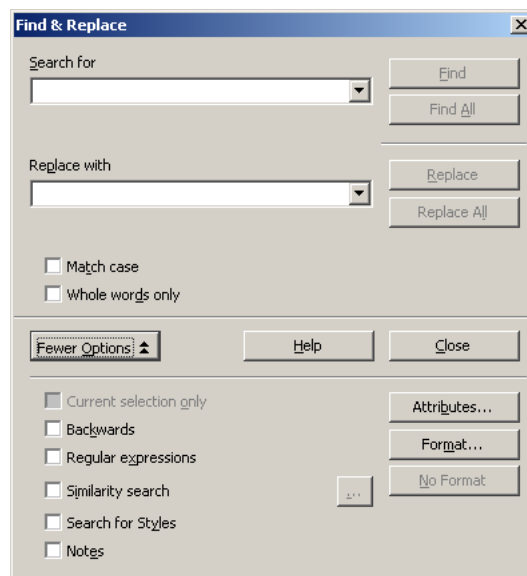 Find & Replace
Search for
Find
Find All
Replace with
Replace
Replace All
Match case
Whole words only
Fewer Options
Help
Close
Current selection only
Attributes...
Backwards
Format...
Regular expressions
Similarity search
...
No Format
Search for Styles
Notes